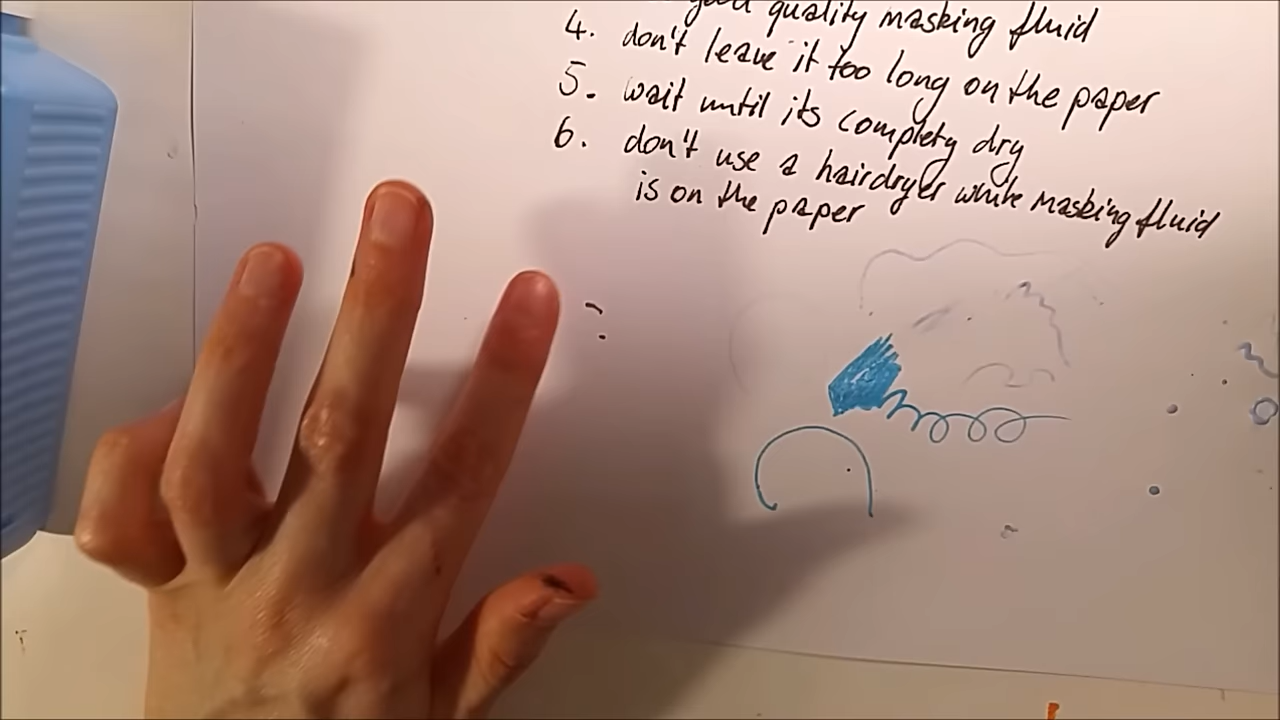 quality masking fluid
4. don't leave it too long on the paper
5. wait until its complety dry
6. don't use a hairdryer while masking fluid
is on the paper